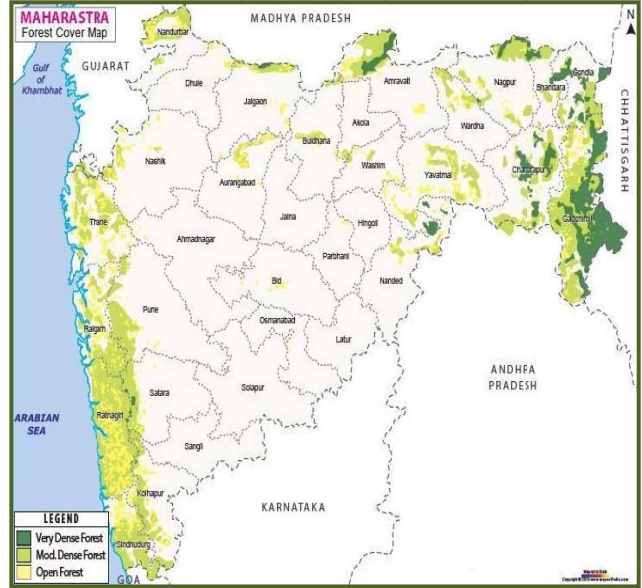 MAHARASTRA
Forest Cover Map
MADHYA PRADESH
N
Gulf
of
Khambhat
GUJARAT
Nandurbar
Dhule
Jalgaon
Amravati
Nagpur
Bhandara
Gondia
CHHATTISGARH
Akola
Wardha
Buldhana
Nashik
Washim
Yavatmal
Chandrapur
Aurangabad
Gadchiroli
Jalna
Hingoli
Thane
Ahmadnagar
Parbhani
Bid
Nanded
Raigarh
Pune
Osmanabad
Latur
ANDHFA
PRADESH
Satara
Solapur
ARABIAN
SEA
Ratnagiri
Sangli
Kolhapur
KARNATAKA
LEGEND
Very Dense Forest
Mod. Dense Forest
Open Forest
Sindhudurg
GOA